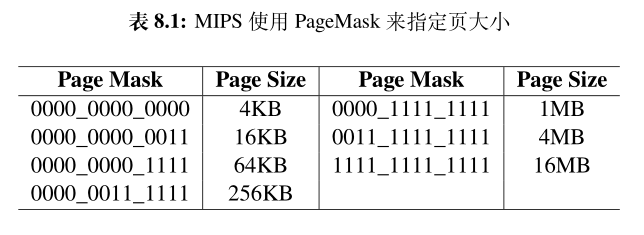 表 8.1: MIPS 使用 PageMask 来指定页大小
Page Mask Page Size Page Mask Page Size
0000_0000_0000 4KB 0000_1111_1111 1MB
0000_0000_0011 16KB 0011_1111_1111 4MB
0000_0000_1111 64KB 1111_1111_1111 16MB
0000_0011_1111 256KB